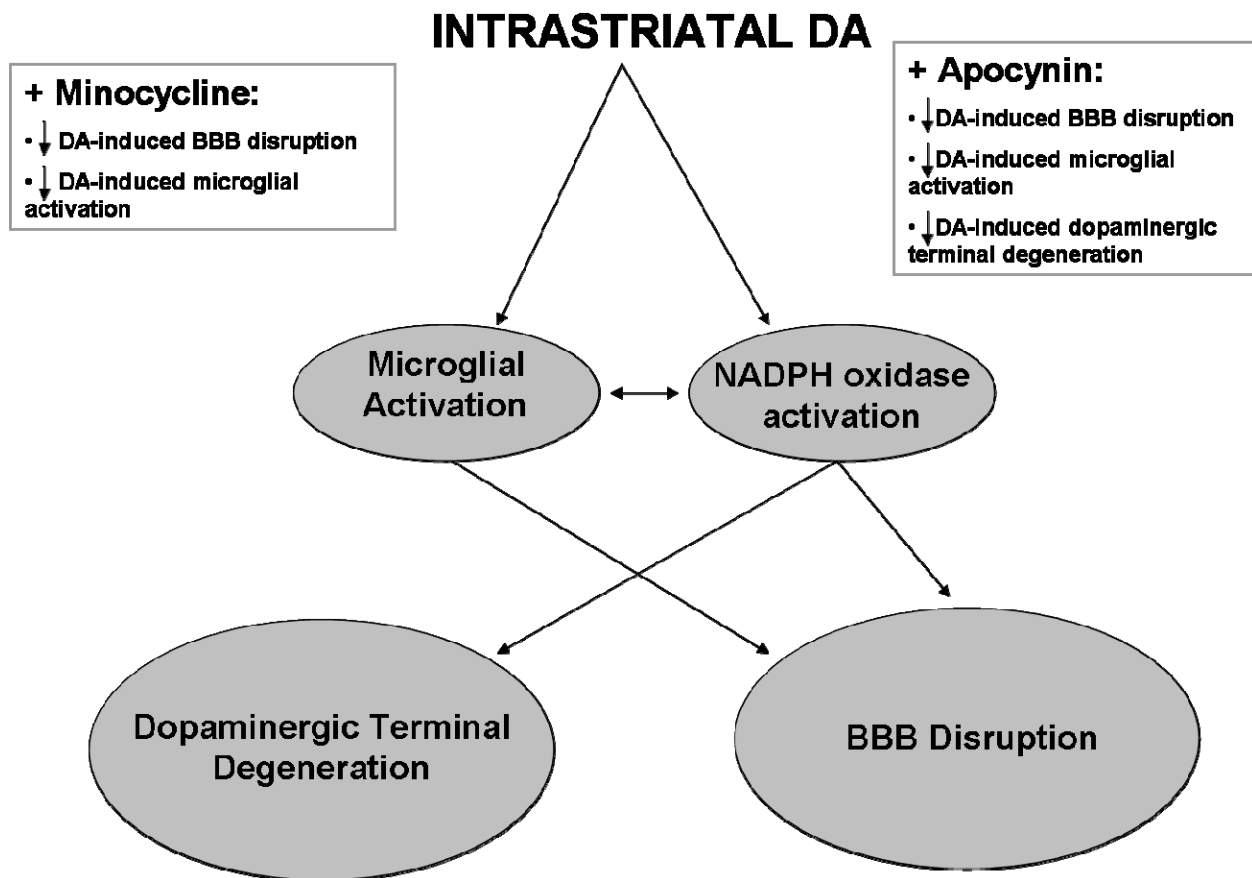 INTRASTRIATAL DA
+ Minocycline:
• ↓ DA-induced BBB disruption
• ↓ DA-induced microglial
activation
+ Apocynin:
• ↓DA-induced BBB disruption
• ↓DA-induced microglial
activation
• ↓DA-induced dopaminergic
terminal degeneration
Microglial
Activation
NADPH oxidase
activation
Dopaminergic Terminal
Degeneration
BBB Disruption